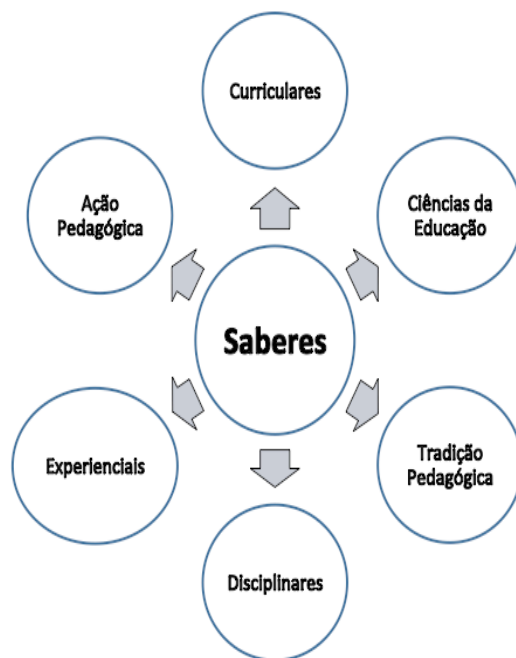 Curriculares
Ação
Pedagógica
Ciências da
Educação
Saberes
Experienciais
Tradição
Pedagógica
Disciplinares